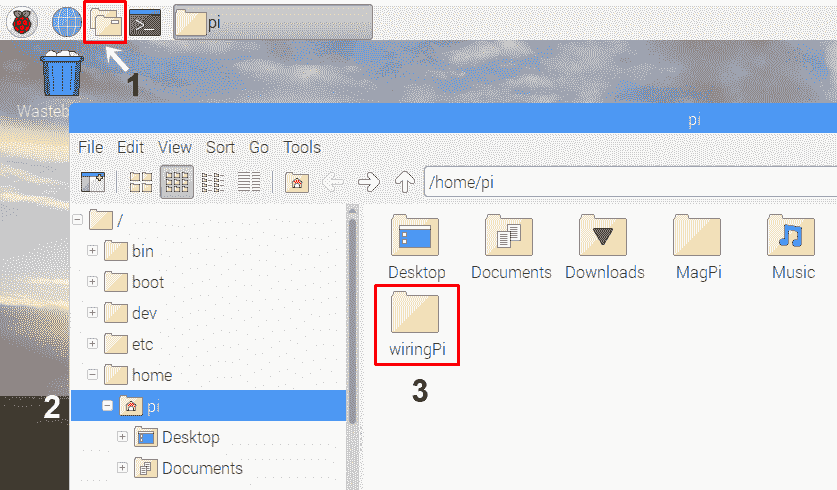 pi
1
Wasteb
pi
File Edit View Sort Go Tools
/home/pi
/
bin
boot
dev
etc
home
2
pi
Desktop
Documents
Desktop Documents Downloads MagPi Music
wiringPi
3